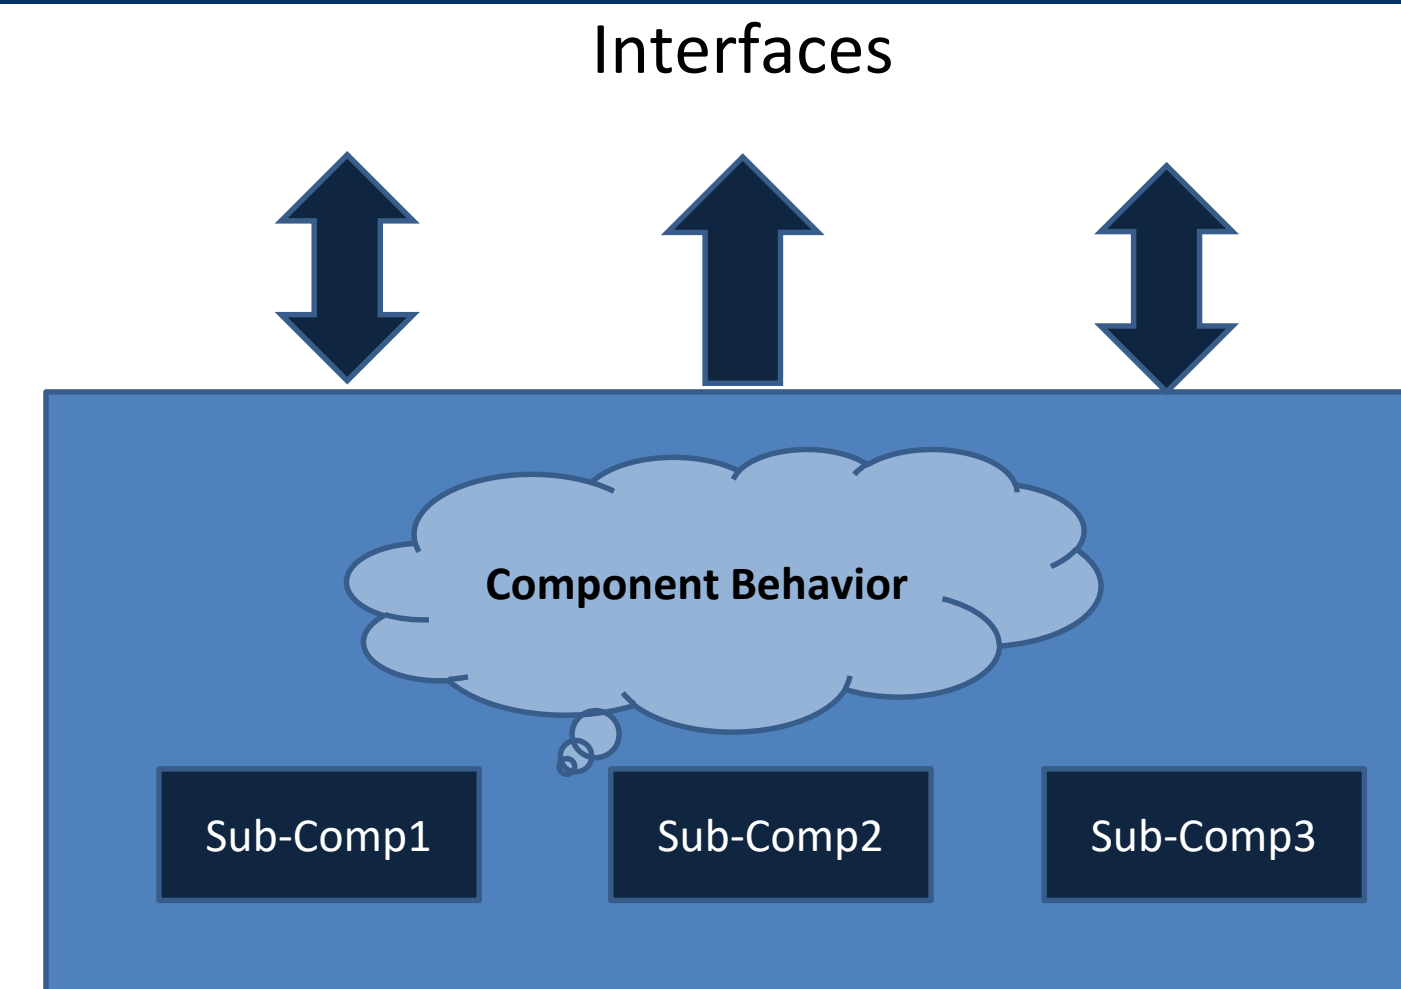 Interfaces
Component Behavior
Sub-Comp1
Sub-Comp2
Sub-Comp3